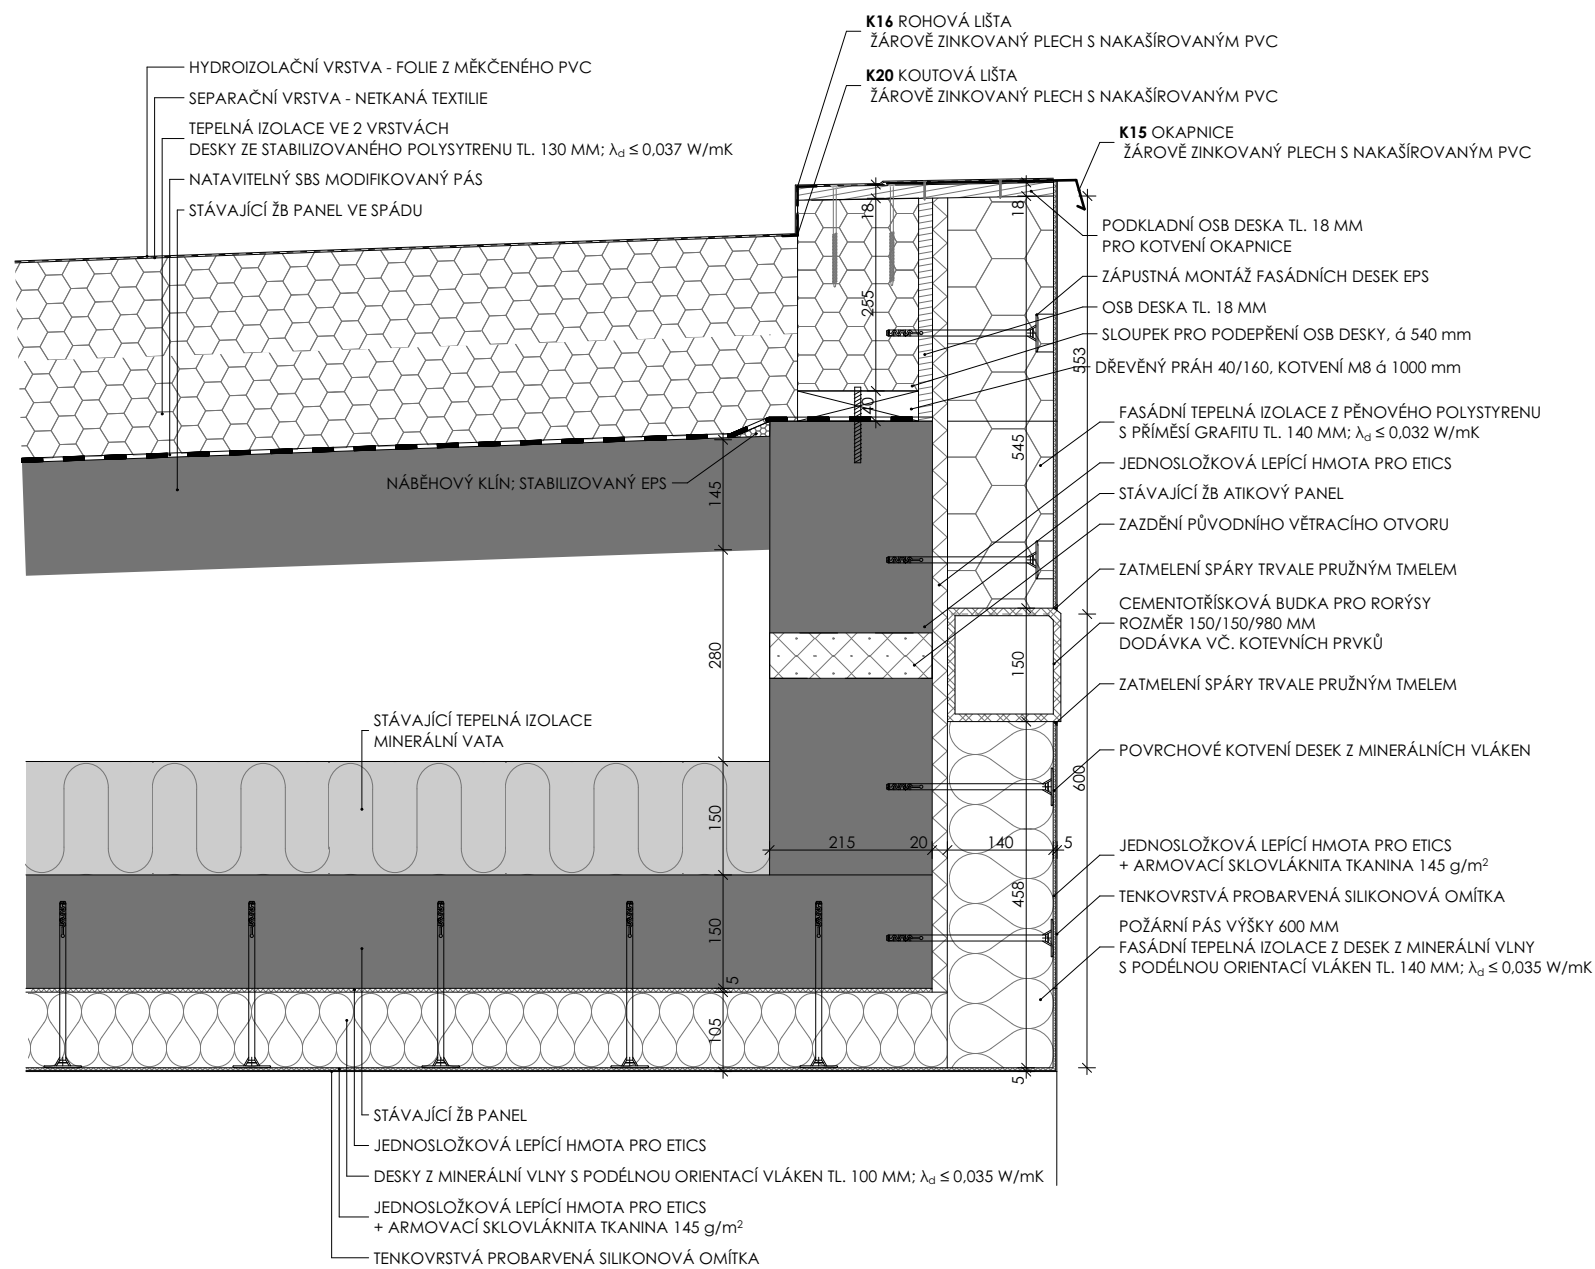 K16 ROHOVÁ LIŠTA
ŽÁROVĚ ZINKOVANÝ PLECH S NAKAŠÍROVANÝM PVC
K20 KOUTOVÁ LIŠTA
ŽÁROVĚ ZINKOVANÝ PLECH S NAKAŠÍROVANÝM PVC
K15 OKAPNICE
ŽÁROVĚ ZINKOVANÝ PLECH S NAKAŠÍROVANÝM PVC
HYDROIZOLAČNÍ VRSTVA - FOLIE Z MĚKČENÉHO PVC
SEPARAČNÍ VRSTVA - NETKANÁ TEXTILIE
TEPELNÁ IZOLACE VE 2 VRSTVÁCH
DESKY ZE STABILIZOVANÉHO POLYSYTRENU TL. 130 MM; λd ≤ 0,037 W/mK
NATAVITELNÝ SBS MODIFIKOVANÝ PÁS
STÁVAJÍCÍ ŽB PANEL VE SPÁDU
PODKLADNÍ OSB DESKA TL. 18 MM
PRO KOTVENÍ OKAPNICE
ZÁPUSTNÁ MONTÁŽ FASÁDNÍCH DESEK EPS
OSB DESKA TL. 18 MM
SLOUPEK PRO PODEPŘENÍ OSB DESKY, á 540 mm
DŘEVĚNÝ PRÁH 40/160, KOTVENÍ M8 á 1000 mm
FASÁDNÍ TEPELNÁ IZOLACE Z PĚNOVÉHO POLYSTYRENU
S PŘÍMĚSÍ GRAFITU TL. 140 MM; λd ≤ 0,032 W/mK
JEDNOSLOŽKOVÁ LEPÍCÍ HMOTA PRO ETICS
STÁVAJÍCÍ ŽB ATIKOVÝ PANEL
ZAZDĚNÍ PŮVODNÍHO VĚTRACÍHO OTVORU
ZATMELENÍ SPÁRY TRVALE PRUŽNÝM TMELEM
CEMENTOTŘÍSKOVÁ BUDKA PRO RORÝSY
ROZMĚR 150/150/980 MM
DODÁVKA VČ. KOTEVNÍCH PRVKŮ
ZATMELENÍ SPÁRY TRVALE PRUŽNÝM TMELEM
POVRCHOVÉ KOTVENÍ DESEK Z MINERÁLNÍCH VLÁKEN
JEDNOSLOŽKOVÁ LEPÍCÍ HMOTA PRO ETICS
+ ARMOVACÍ SKLOVLÁKNITA TKANINA 145 g/m²
TENKOVRSTVÁ PROBARVENÁ SILIKONOVÁ OMÍTKA
POŽÁRNÍ PÁS VÝŠKY 600 MM
FASÁDNÍ TEPELNÁ IZOLACE Z DESEK Z MINERÁLNÍ VLNY
S PODÉLNOU ORIENTACÍ VLÁKEN TL. 140 MM; λd ≤ 0,035 W/mK
NÁBĚHOVÝ KLÍN; STABILIZOVANÝ EPS
STÁVAJÍCÍ TEPELNÁ IZOLACE
MINERÁLNÍ VATA
18
255
40
18
545
553
150
600
458
5
145
280
150
150
5
105
215
20
140
5
STÁVAJÍCÍ ŽB PANEL
JEDNOSLOŽKOVÁ LEPÍCÍ HMOTA PRO ETICS
DESKY Z MINERÁLNÍ VLNY S PODÉLNOU ORIENTACÍ VLÁKEN TL. 100 MM; λd ≤ 0,035 W/mK
JEDNOSLOŽKOVÁ LEPÍCÍ HMOTA PRO ETICS
+ ARMOVACÍ SKLOVLÁKNITA TKANINA 145 g/m²
TENKOVRSTVÁ PROBARVENÁ SILIKONOVÁ OMÍTKA